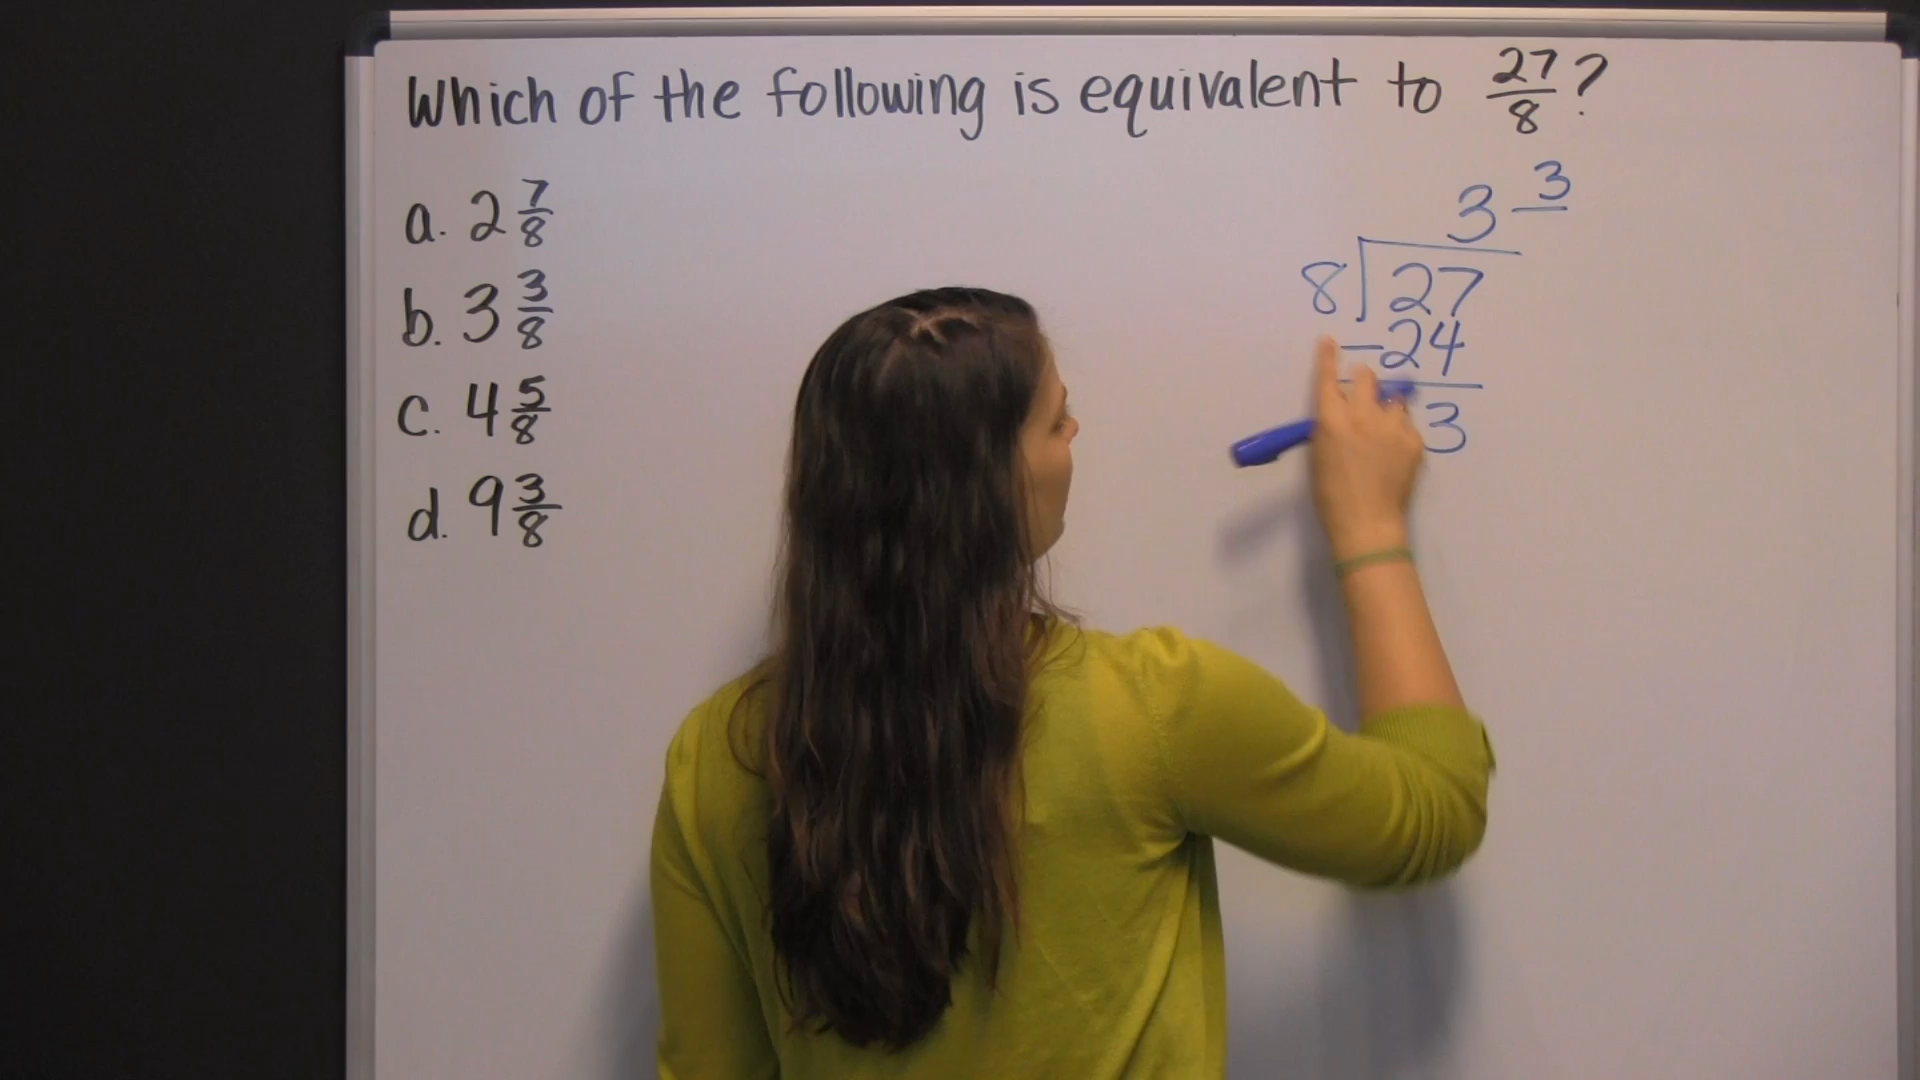 Which of the following is equivalent to 27/8?
a. 2 7/8
b. 3 3/8
c. 4 5/8
d. 9 3/8
3 3/
8)27
-24
3